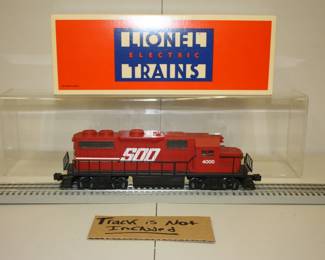 LIONEL
ELECTRIC
TRAINS
SOO
4000
Track is Not
Included